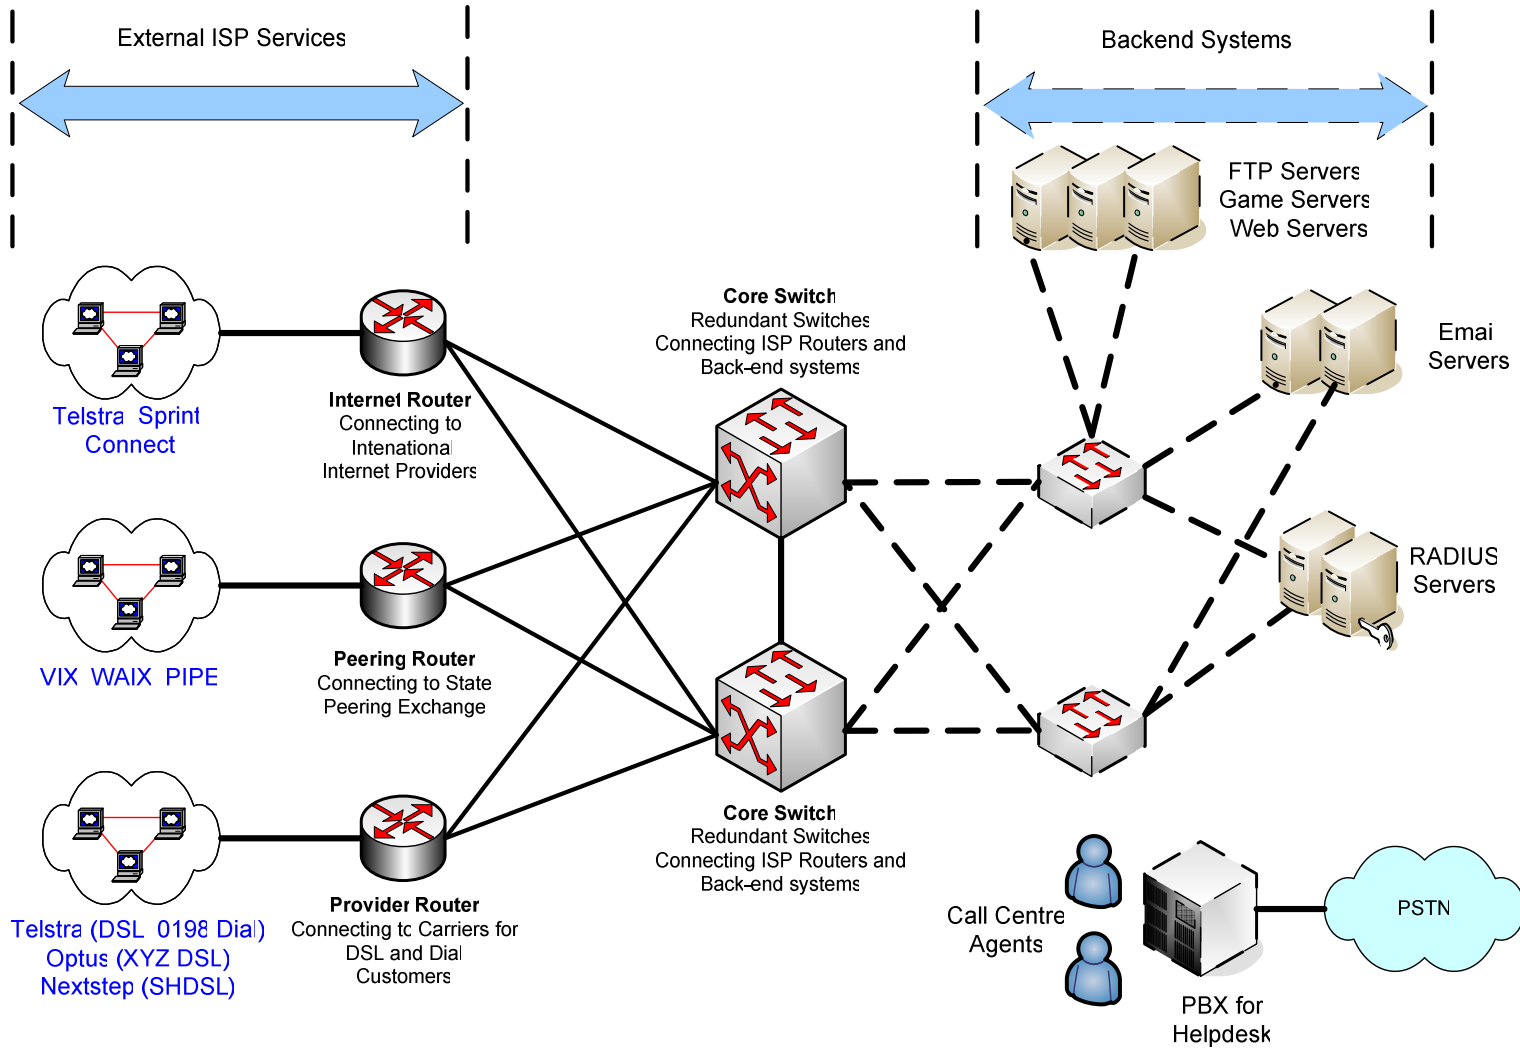 External ISP Services
Backend Systems
FTP Servers
Game Servers
Web Servers
Emai
Servers
RADIUS
Servers
Core Switch
Redundant Switches
Connecting ISP Routers and
Back-end systems
Telstra Sprint
Connect
Internet Router
Connecting to
Intenational
Internet Providers
VIX WAIX PIPE
Peering Router
Connecting to State
Peering Exchange
Core Switch
Redundant Switches
Connecting ISP Routers and
Back-end systems
Telstra (DSL 0198 Dial)
Optus (XYZ DSL)
Nextstep (SHDSL)
Provider Router
Connecting to Carriers for
DSL and Dial
Customers
Call Centre
Agents
PBX for
Helpdesk
PSTN